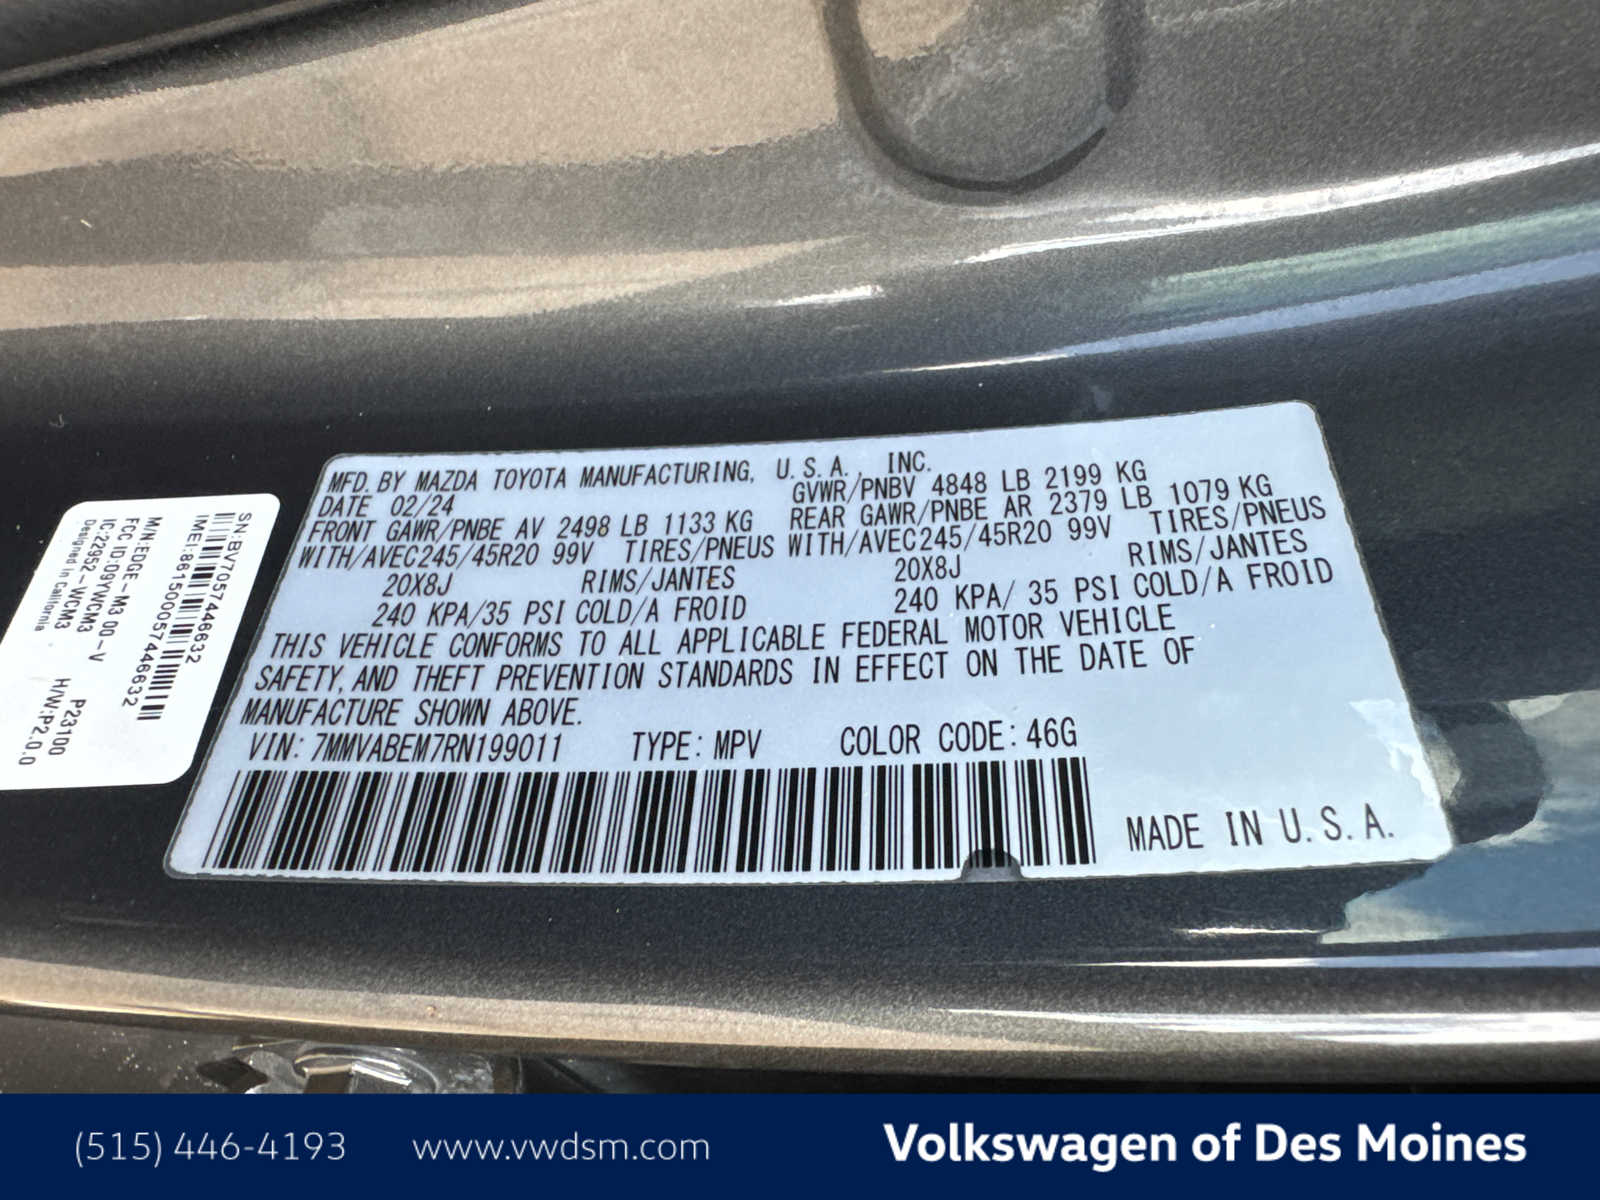 MFD. BY MAZDA TOYOTA MANUFACTURING, U.S.A., INC.
DATE 02/24 GVWR/PNBV 4848 LB 2199 KG
FRONT GAWR/PNBE AV 2498 LB 1133 KG REAR GAWR/PNBE AR 2379 LB 1079 KG
WITH/AVEC245/45R20 99V TIRES/PNEUS WITH/AVEC245/45R20 99V TIRES/PNEUS
20X8J RIMS/JANTES 20X8J RIMS/JANTES
240 KPA/35 PSI COLD/A FROID 240 KPA/ 35 PSI COLD/A FROID
THIS VEHICLE CONFORMS TO ALL APPLICABLE FEDERAL MOTOR VEHICLE
SAFETY, AND THEFT PREVENTION STANDARDS IN EFFECT ON THE DATE OF
MANUFACTURE SHOWN ABOVE.
VIN: 7MMVABEM7RN199011 TYPE: MPV COLOR CODE: 46G
MADE IN U.S.A.
SN:BV7057446632
IMEI:861500057446632
M/N:EDGE-M3 00-V P23100
FCC ID:O9YWCM3 H/W:P2.0.0
IC:22952-WCM3
Designed in California
(515) 446-4193 www.vwdsm.com Volkswagen of Des Moines